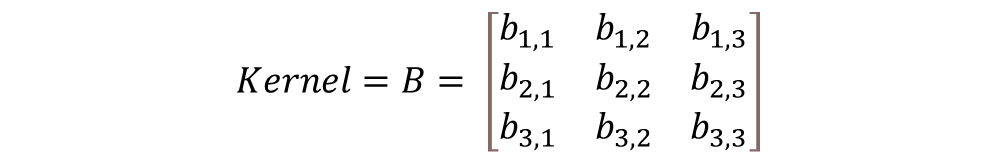 b1,1 b1,2 b1,3
Kernel = B = b2,1 b2,2 b2,3
b3,1 b3,2 b3,3